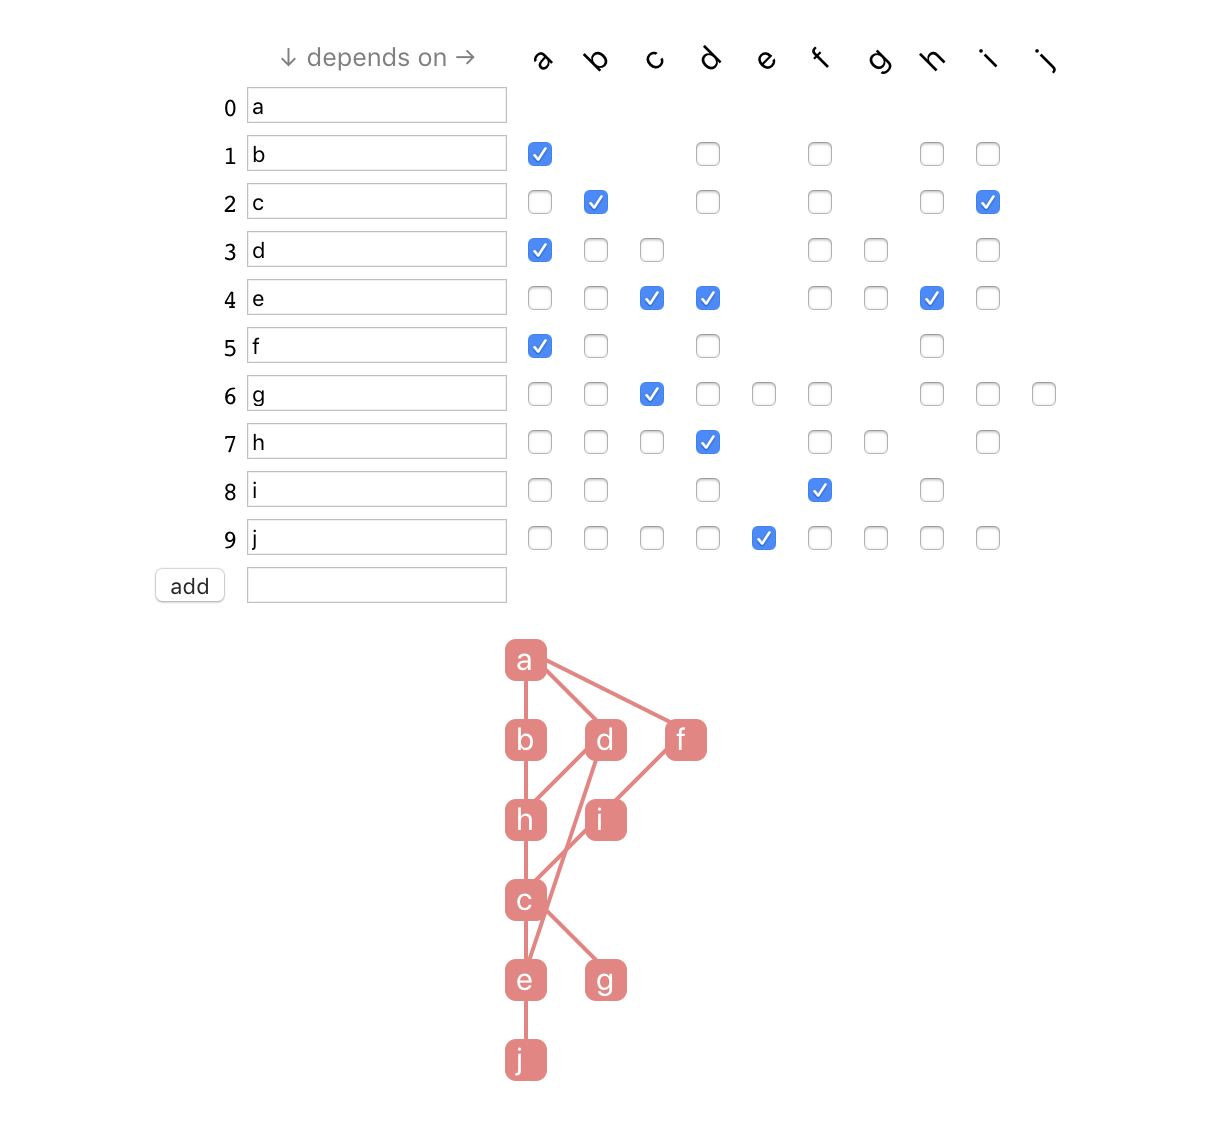 ↓ depends on → a b c d e f g h i j
0 a
1 b
2 c
3 d
4 e
5 f
6 g
7 h
8 i
9 j
add
a
b d f
h i
c
e g
j